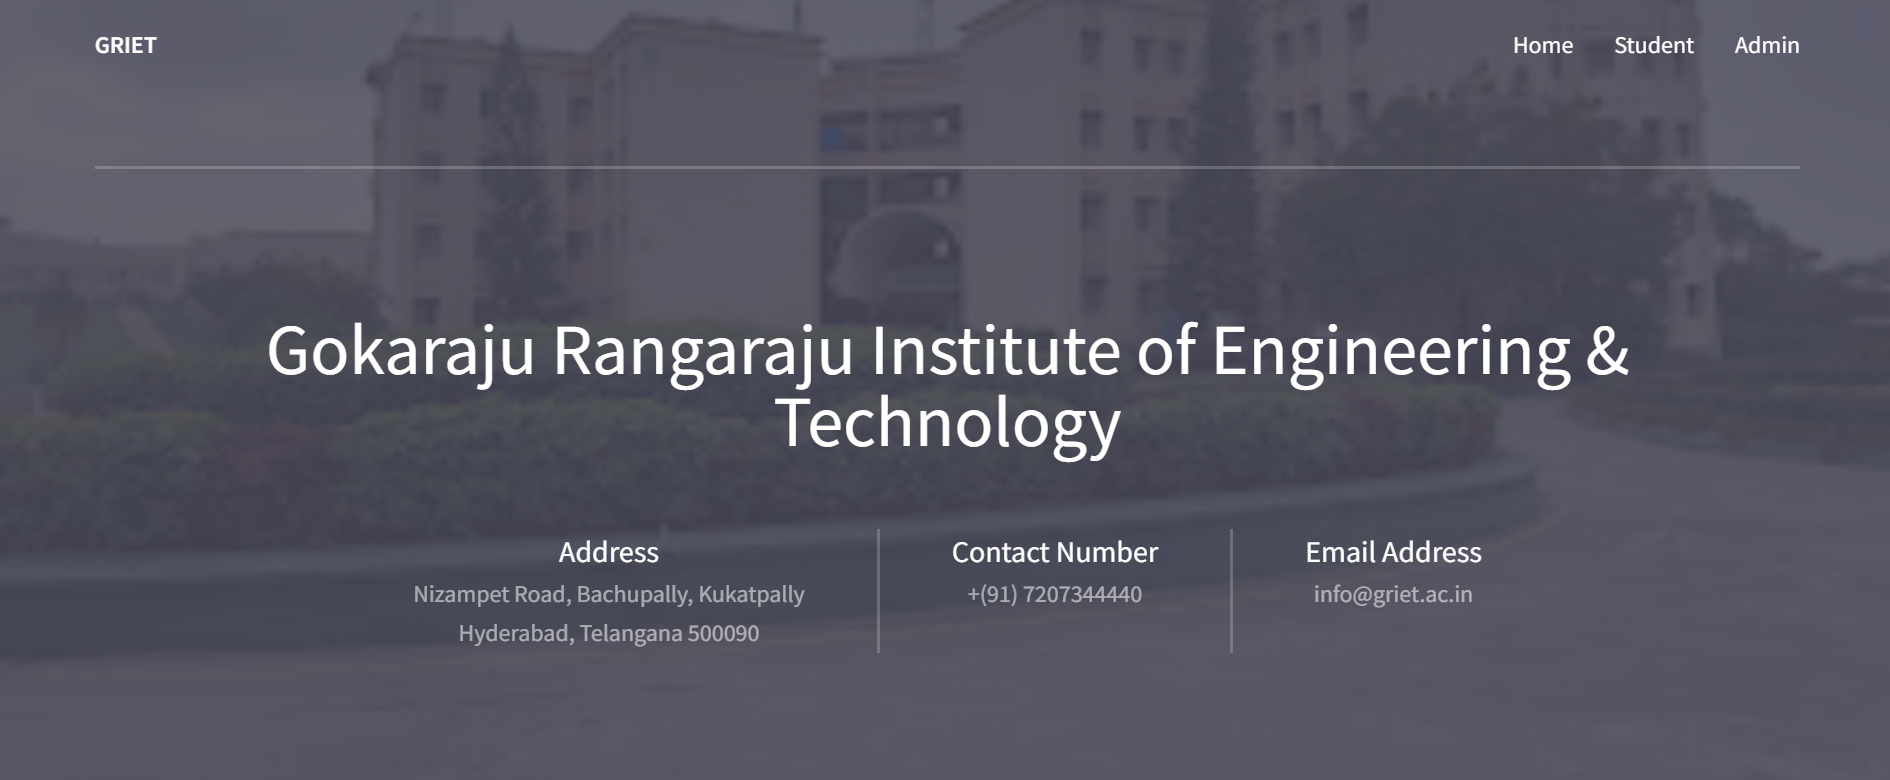 GRIET
Home Student Admin
Gokaraju Rangaraju Institute of Engineering &
Technology
Address
Nizampet Road, Bachupally, Kukatpally
Hyderabad, Telangana 500090
Contact Number
+(91) 7207344440
Email Address
info@griet.ac.in